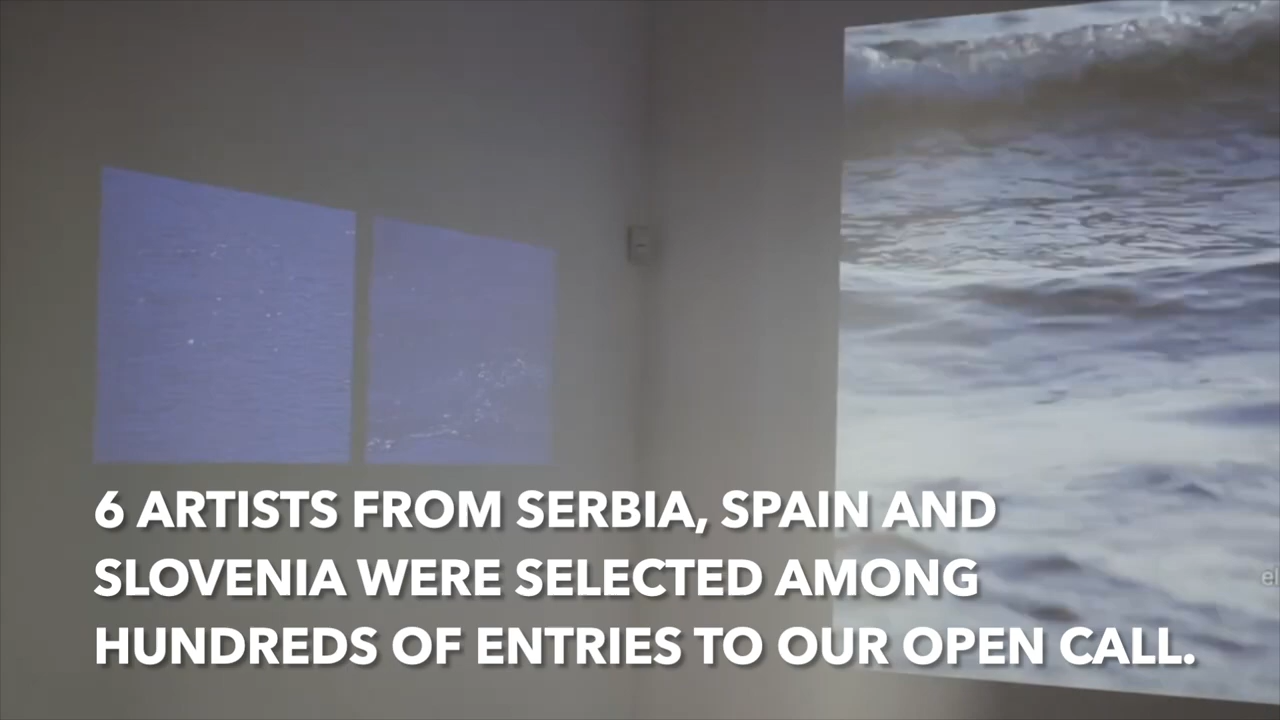 6 ARTISTS FROM SERBIA, SPAIN AND
SLOVENIA WERE SELECTED AMONG
HUNDREDS OF ENTRIES TO OUR OPEN CALL.